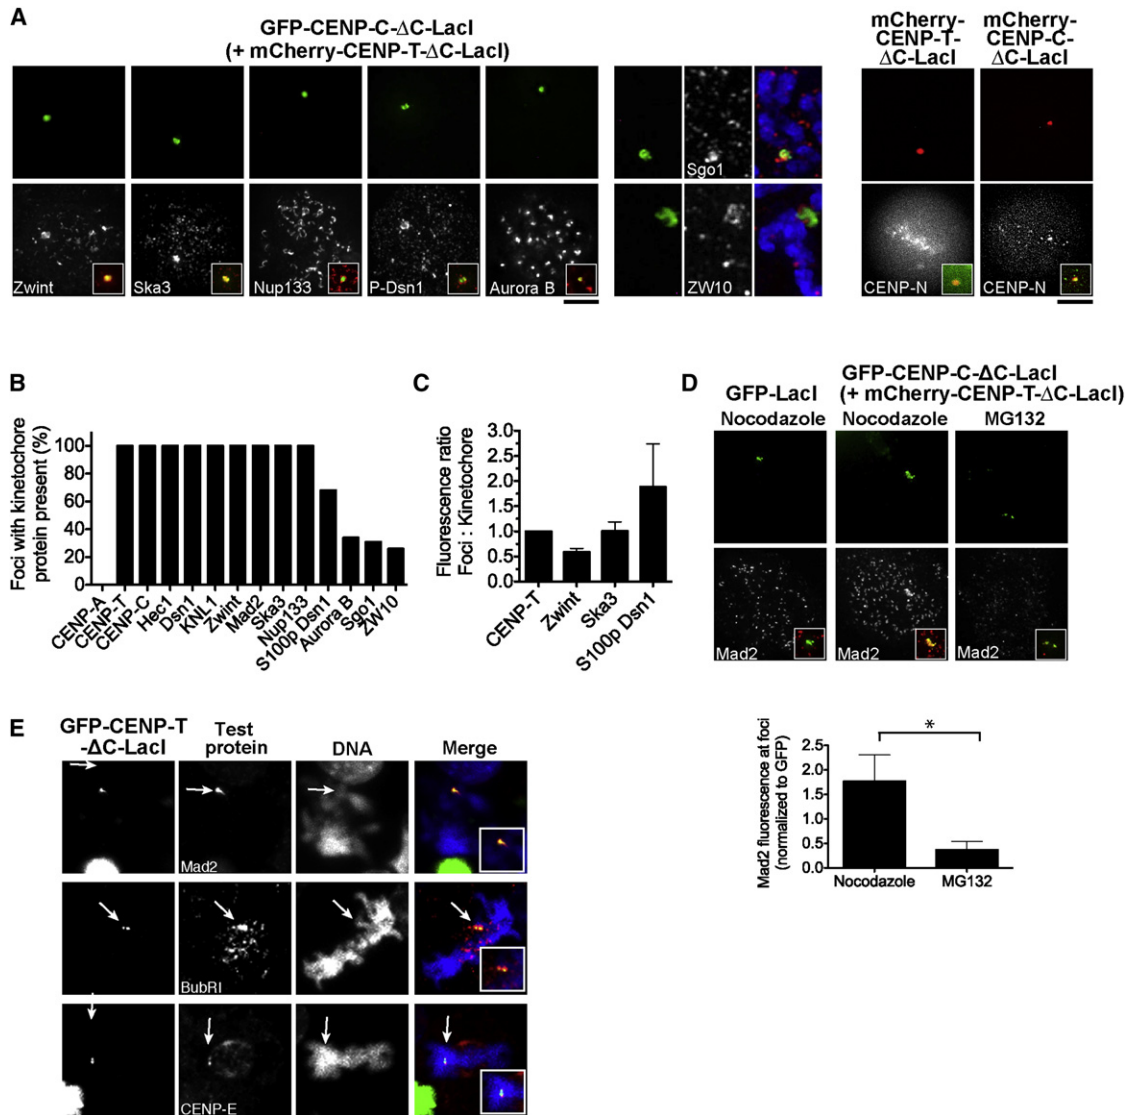 A
GFP-CENP-C-ΔC-LacI
(+ mCherry-CENP-T-ΔC-LacI)
mCherry-
CENP-T-
ΔC-LacI
mCherry-
CENP-C-
ΔC-LacI
Sgo1
Zwint
Ska3
Nup133
P-Dsn1
Aurora B
ZW10
CENP-N
CENP-N
B
Foci with kinetochore
protein present (%)
100
80
60
40
20
0
CENP-A
CENP-T
CENP-C
Hec1
Dsn1
KNL1
Zwint
Mad2
Ska3
Nup133
S100p Dsn1
Aurora B
Sgo1
ZW10
C
Fluorescence ratio
Foci : Kinetochore
3.0
2.5
2.0
1.5
1.0
0.5
0.0
CENP-T
Zwint
Ska3
S100p Dsn1
D
GFP-LacI
GFP-CENP-C-ΔC-LacI
(+ mCherry-CENP-T-ΔC-LacI)
Nocodazole
Nocodazole
MG132
Mad2
Mad2
Mad2
*
Mad2 fluorescence at foci
(normalized to GFP)
2.5
2.0
1.5
1.0
0.5
0.0
Nocodazole
MG132
E
GFP-CENP-T
-ΔC-LacI
Test
protein
DNA
Merge
Mad2
BubRI
CENP-E